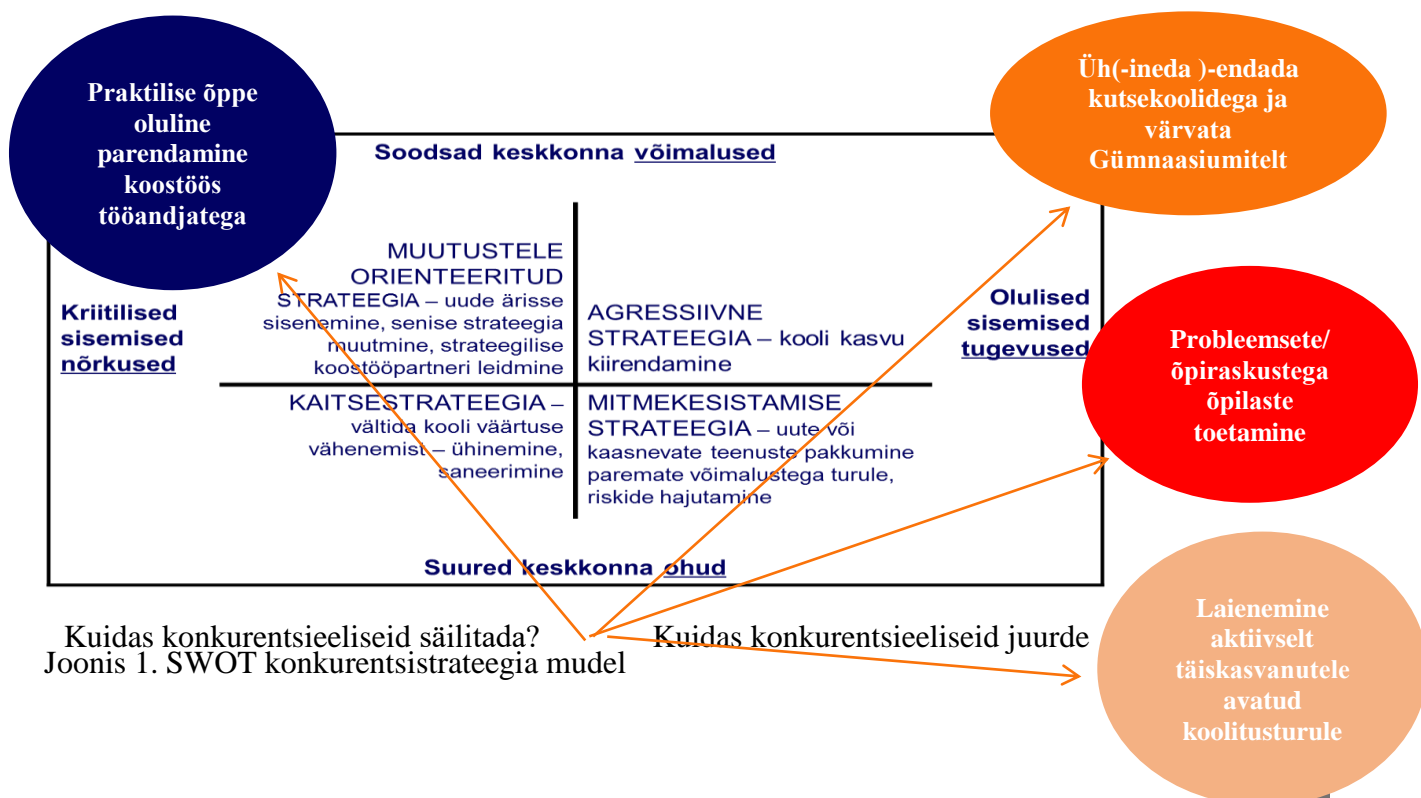 Praktilise õppe
oluline
parendamine
koostöös
tööandjatega
Üh(-ineda )-endada
kutsekoolidega ja
värvata
Gümnaasiumitelt
Soodsad keskkonna võimalused
Kriitilised
sisemised
nõrkused
MUUTUSTELE
ORIENTEERITUD
STRATEEGIA – uude ärisse
sisenemine, senise strateegia
muutmine, strateegilise
koostööpartneri leidmine
AGRESSIIVNE
STRATEEGIA – kooli kasvu
kiirendamine
Olulised
sisemised
tugevused
Probleemsete/
õpiraskustega
õpilaste
toetamine
KAITSESTRATEEGIA –
vältida kooli väärtuse
vähenemist – ühinemine,
saneerimine
MITMEKESISTAMISE
STRATEEGIA – uute või
kaasnevate teenuste pakkumine
paremate võimalustega turule,
riskide hajutamine
Suured keskkonna ohud
Laienemine
aktiivselt
täiskasvanutele
avatud
koolitusturule
Kuidas konkurentsieeliseid säilitada?
Kuidas konkurentsieeliseid juurde
Joonis 1. SWOT konkurentsistrateegia mudel